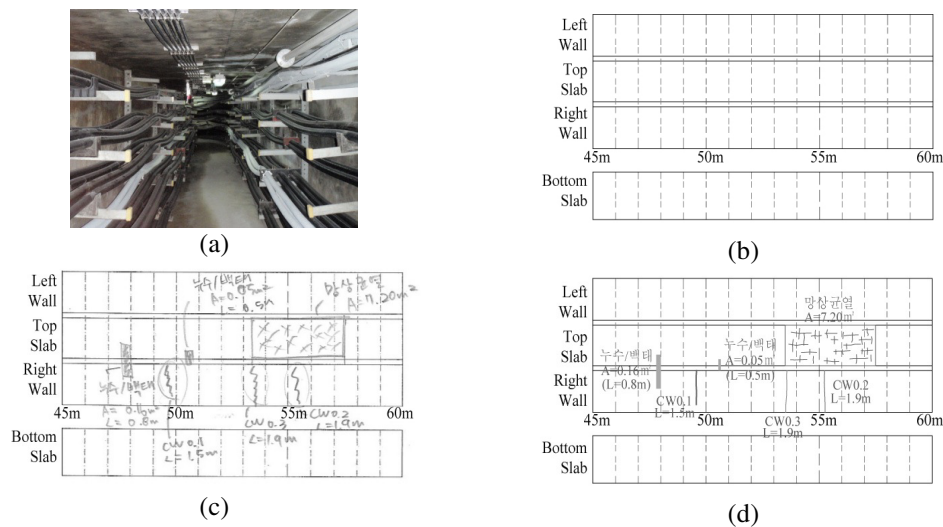 (a)
Left
Wall
Top
Slab
Right
Wall
45m 50m 55m 60m
Bottom
Slab
(b)
Left
Wall
Top
Slab
Right
Wall
45m 50m 55m 60m
Bottom
Slab
누수/백태
A=0.05m²
L=0.5m
망상균열
A=7.20m²
누수/백태
A=0.16m²
L=0.8m
CW0.1
L=1.5m
CW0.3
L=1.9m
CW0.2
L=1.9m
(c)
Left
Wall
Top
Slab
Right
Wall
45m 50m 55m 60m
Bottom
Slab
망상균열
A=7.20㎡
누수/백태
A=0.16㎡
(L=0.8m)
누수/백태
A=0.05㎡
(L=0.5m)
CW0.1
L=1.5m
CW0.3
L=1.9m
CW0.2
L=1.9m
(d)